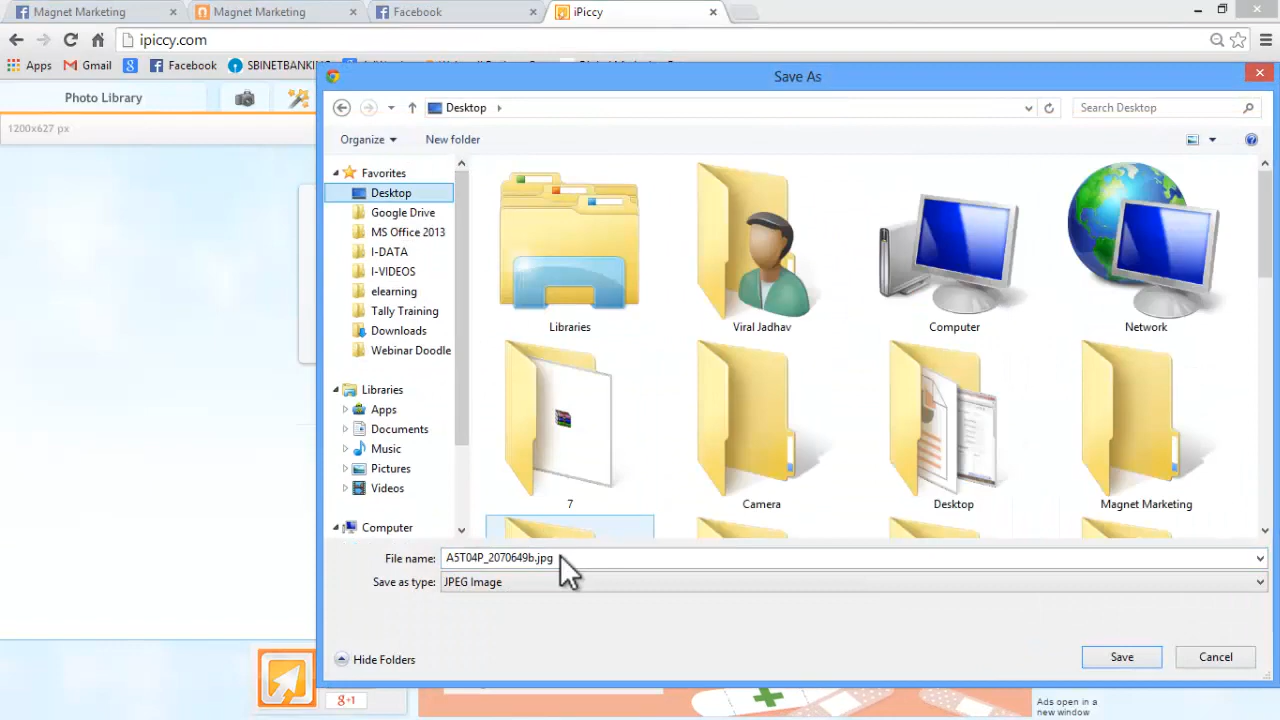 Magnet Marketing
Magnet Marketing
Facebook
iPiccy
ipiccy.com
Apps
Gmail
Facebook
SBINETBANKING
Save As
Photo Library
1200x627 px
Desktop
Search Desktop
Organize
New folder
Favorites
Desktop
Google Drive
MS Office 2013
I-DATA
I-VIDEOS
elearning
Tally Training
Downloads
Webinar Doodle
Libraries
Apps
Documents
Music
Pictures
Videos
Computer
Libraries
Viral Jadhav
Computer
Network
7
Camera
Desktop
Magnet Marketing
File name: A5T04P_2070649b.jpg
Save as type: JPEG Image
Hide Folders
Save
Cancel
g+1
Ads open in a
new window